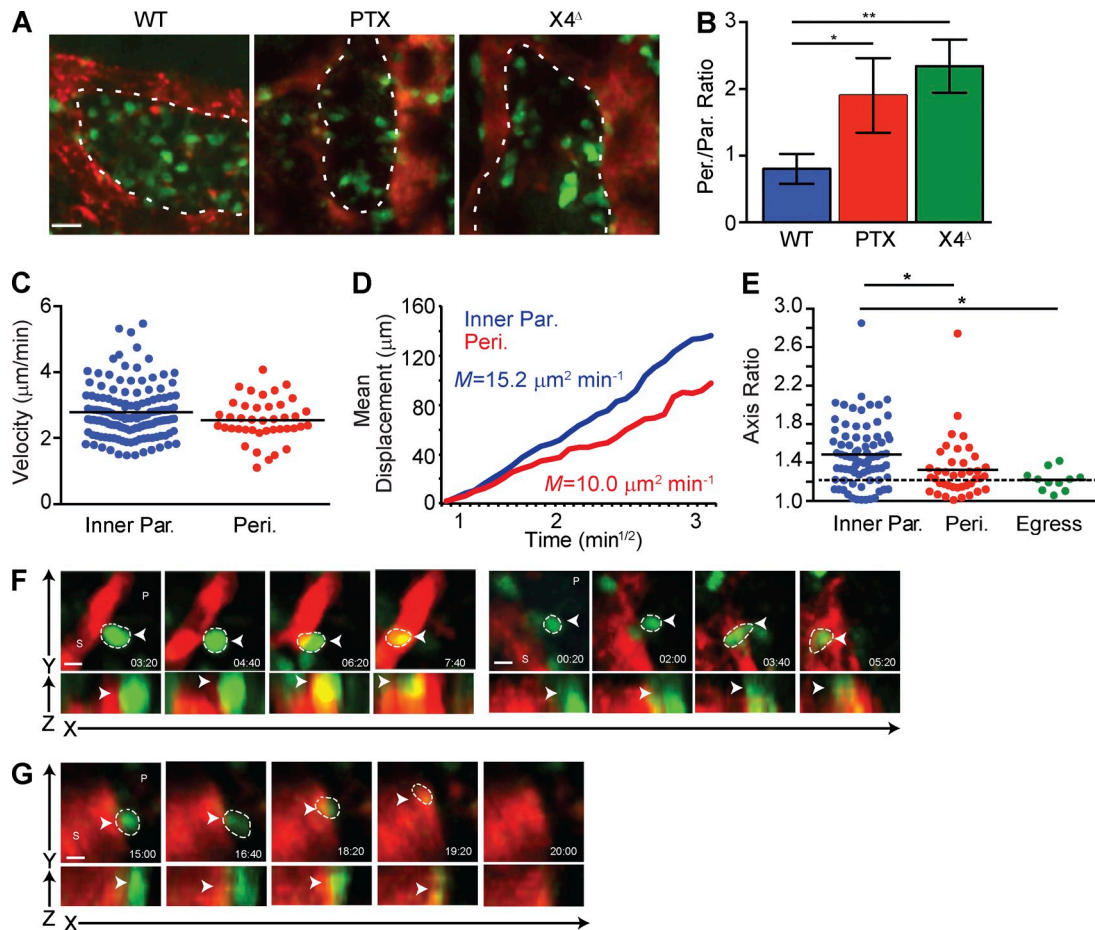 A
WT
PTX
X4Δ
B
**
*
Per./Par. Ratio
3
2
1
0
WT
PTX
X4Δ
C
Velocity (μm/min)
6
4
2
0
Inner Par.
Peri.
D
Mean
Displacement (μm)
160
120
80
40
0
Inner Par.
Peri.
M=15.2 μm² min⁻¹
M=10.0 μm² min⁻¹
1
2
3
Time (min1/2)
E
*
*
Axis Ratio
3.0
2.6
2.2
1.8
1.4
1.0
Inner Par.
Peri.
Egress
F
Y
Z
X
P
S
03:20
04:40
06:20
7:40
P
S
00:20
02:00
03:40
05:20
G
Y
Z
X
P
S
15:00
16:40
18:20
19:20
20:00